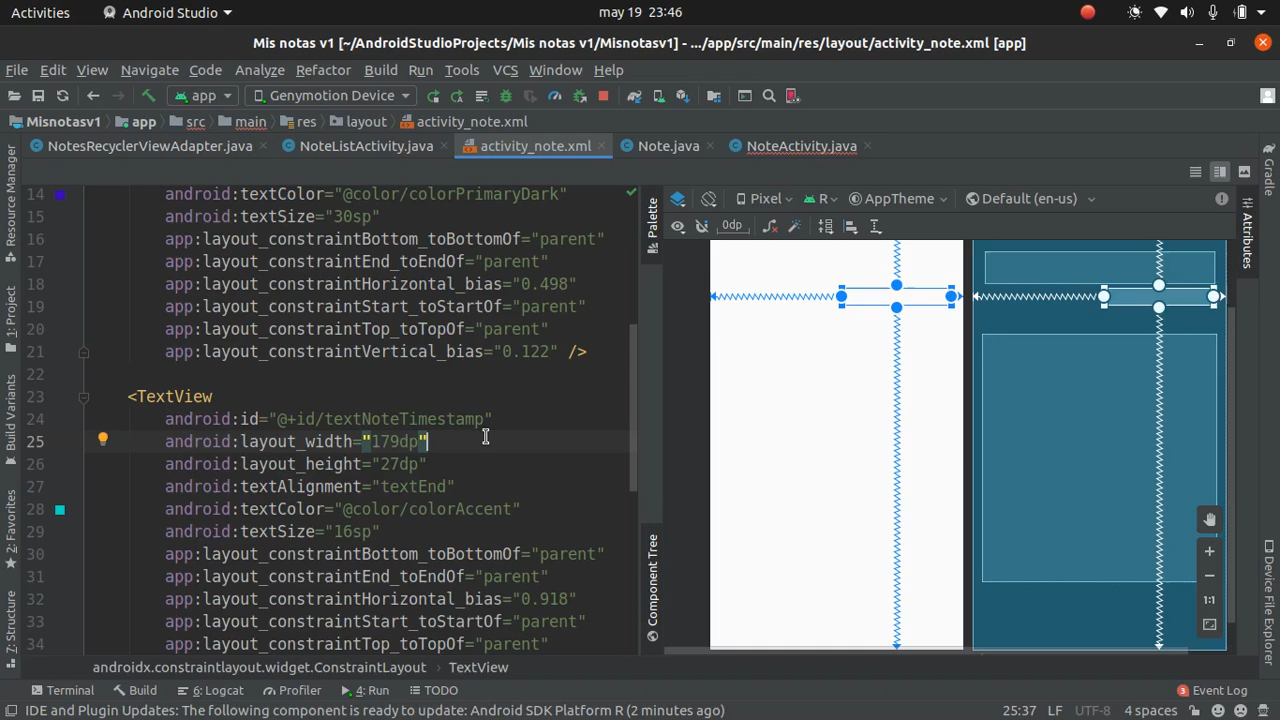 Activities
Android Studio
may 19 23:46
Mis notas v1 [~/AndroidStudioProjects/Mis notas v1/Misnotasv1] - .../app/src/main/res/layout/activity_note.xml [app]
File Edit View Navigate Code Analyze Refactor Build Run Tools VCS Window Help
app
Genymotion Device
Misnotasv1 app src main res layout activity_note.xml
NotesRecyclerViewAdapter.java NoteListActivity.java activity_note.xml Note.java NoteActivity.java
Resource Manager
1: Project
Build Variants
2: Favorites
7: Structure
14 android:textColor="@color/colorPrimaryDark"
15 android:textSize="30sp"
16 app:layout_constraintBottom_toBottomOf="parent"
17 app:layout_constraintEnd_toEndOf="parent"
18 app:layout_constraintHorizontal_bias="0.498"
19 app:layout_constraintStart_toStartOf="parent"
20 app:layout_constraintTop_toTopOf="parent"
21 app:layout_constraintVertical_bias="0.122" />
22
23 <TextView
24 android:id="@+id/textNoteTimestamp"
25 android:layout_width="179dp"
26 android:layout_height="27dp"
27 android:textAlignment="textEnd"
28 android:textColor="@color/colorAccent"
29 android:textSize="16sp"
30 app:layout_constraintBottom_toBottomOf="parent"
31 app:layout_constraintEnd_toEndOf="parent"
32 app:layout_constraintHorizontal_bias="0.918"
33 app:layout_constraintStart_toStartOf="parent"
34 app:layout_constraintTop_toTopOf="parent"
Palette
Component Tree
Pixel R AppTheme Default (en-us)
0dp
1:1
Gradle
Attributes
Device File Explorer
androidx.constraintlayout.widget.ConstraintLayout TextView
Terminal Build 6: Logcat Profiler 4: Run TODO
3 Event Log
IDE and Plugin Updates: The following component is ready to update: Android SDK Platform R (2 minutes ago)
25:37 LF UTF-8 4 spaces